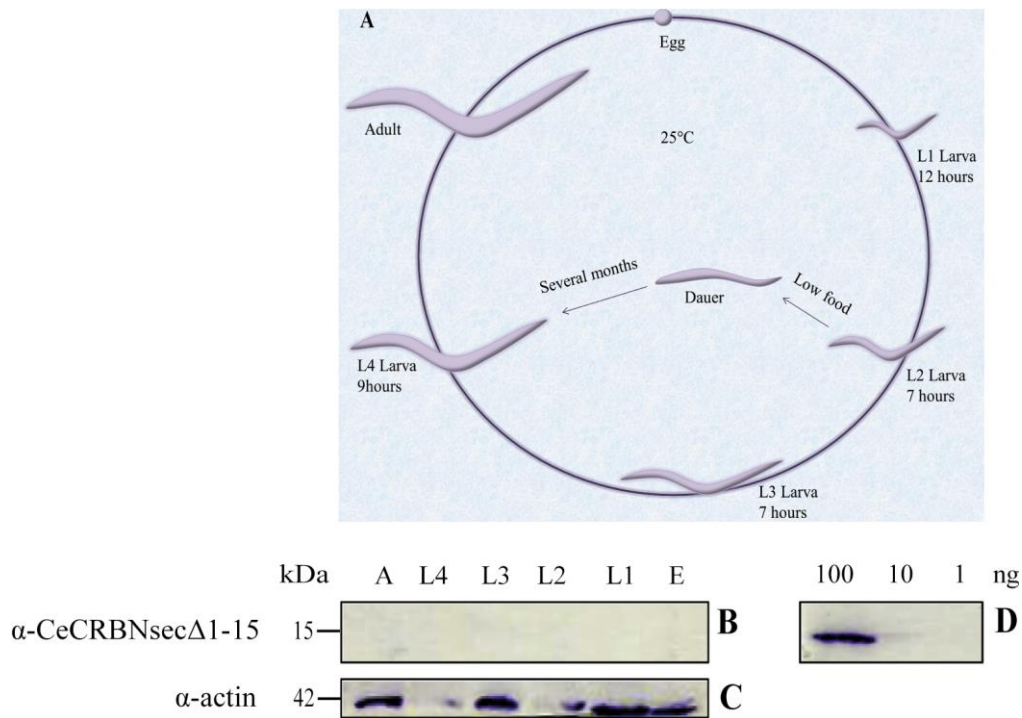 A
Egg
Adult
25°C
L1 Larva
12 hours
Several months
Low food
Dauer
L4 Larva
9hours
L2 Larva
7 hours
L3 Larva
7 hours
kDa A L4 L3 L2 L1 E 100 10 1 ng
α-CeCRBNsecΔ1-15 15 B D
α-actin 42 C